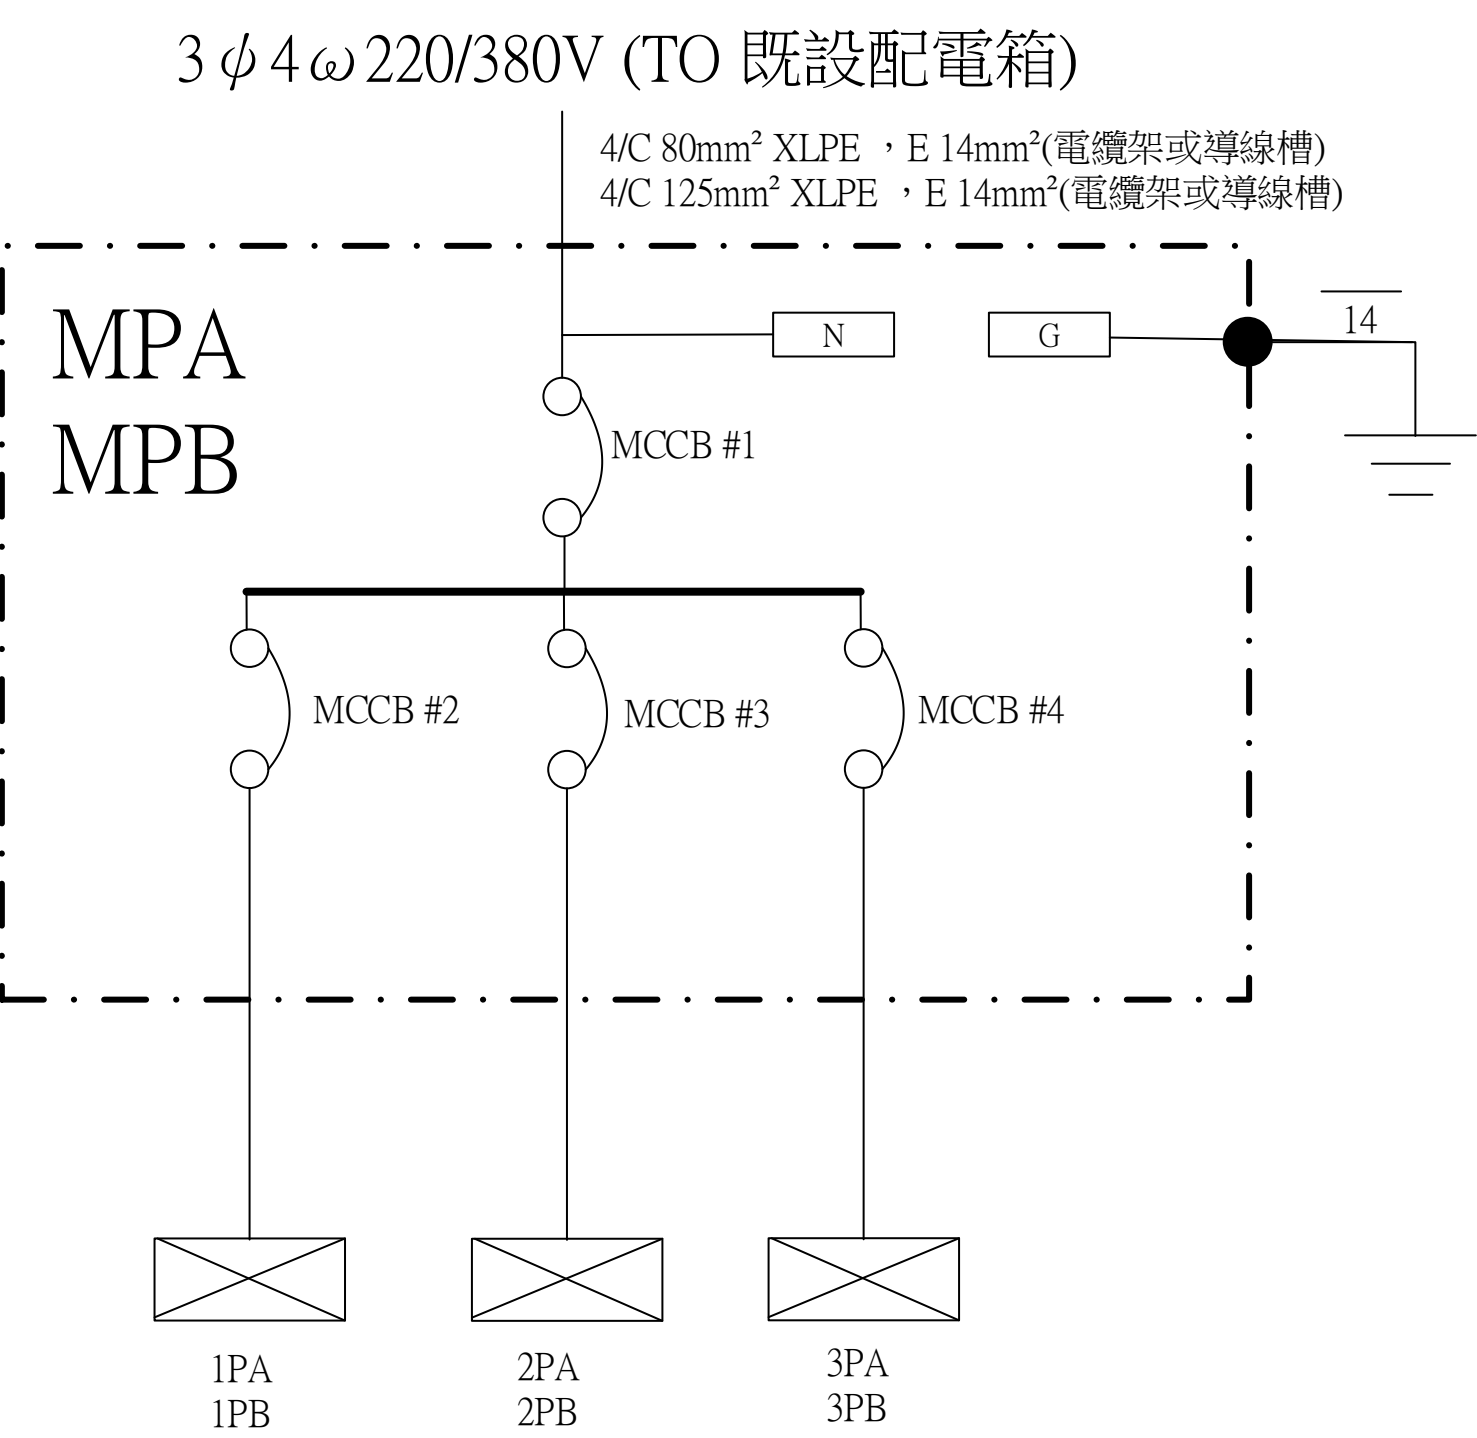 3φ4ω220/380V (TO 既設配電箱)
4/C 80mm² XLPE ，E 14mm²(電纜架或導線槽)
4/C 125mm² XLPE ，E 14mm²(電纜架或導線槽)
MPA
MPB
N
G
14
MCCB #1
MCCB #2
MCCB #3
MCCB #4
1PA
1PB
2PA
2PB
3PA
3PB